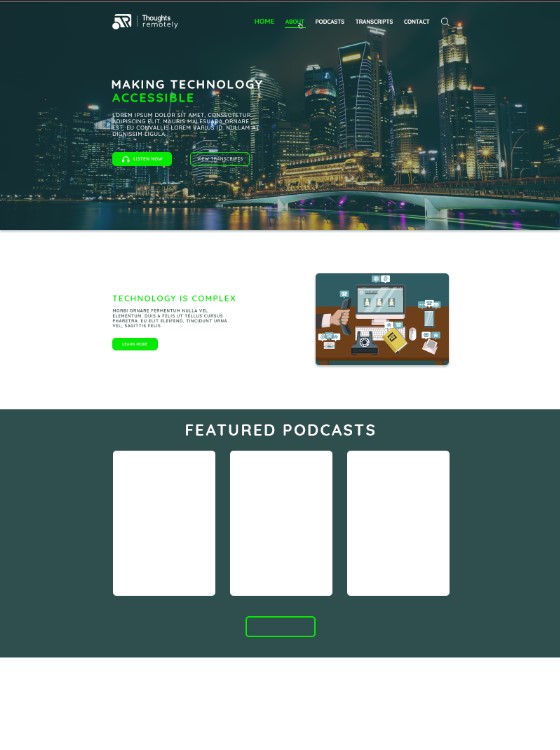 Thoughts
remotely
HOME ABOUT PODCASTS TRANSCRIPTS CONTACT
MAKING TECHNOLOGY
ACCESSIBLE
LOREM IPSUM DOLOR SIT AMET, CONSECTETUR
ADIPISCING ELIT. MAURIS MALESUADA ORNARE
EST, EU CONVALLIS LOREM VARIUS ID. NULLAM AT
DIGNISSIM LIGULA.
LISTEN NOW VIEW TRANSCRIPTS
TECHNOLOGY IS COMPLEX
MORBI ORNARE FERMENTUM NULLA VEL
ELEMENTUM. DUIS A FELIS UT TELLUS CURSUS
PHARETRA. EU ELIT ELEIFEND, TINCIDUNT URNA
VEL, SAGITTIS FELIS.
LEARN MORE
FEATURED PODCASTS